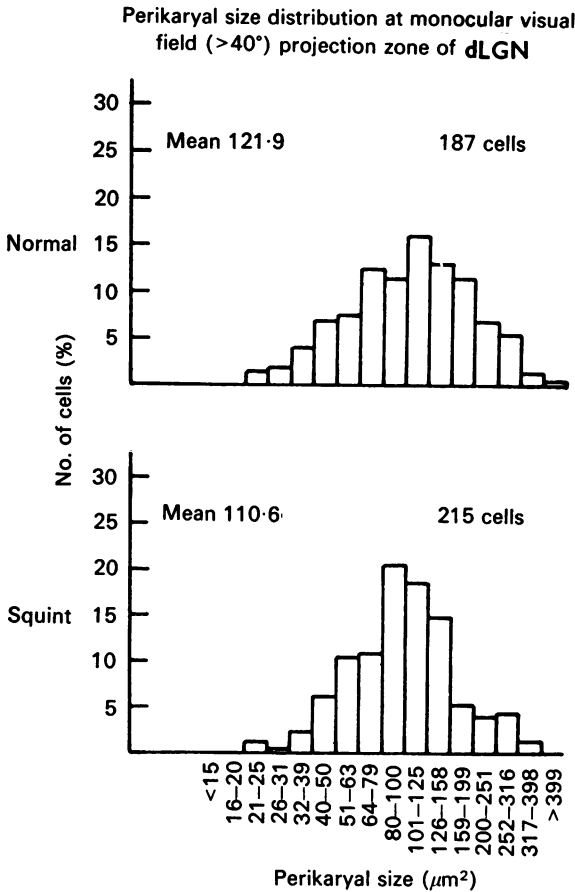 Perikaryal size distribution at monocular visual
field (>40°) projection zone of dLGN
30
25
20
15
10
5
Mean 121·9
187 cells
Normal
No. of cells (%)
30
25
20
15
10
5
Mean 110·6
215 cells
Squint
<15
16–20
21–25
26–31
32–39
40–50
51–63
64–79
80–100
101–125
126–158
159–199
200–251
252–316
317–398
>399
Perikaryal size (μm²)